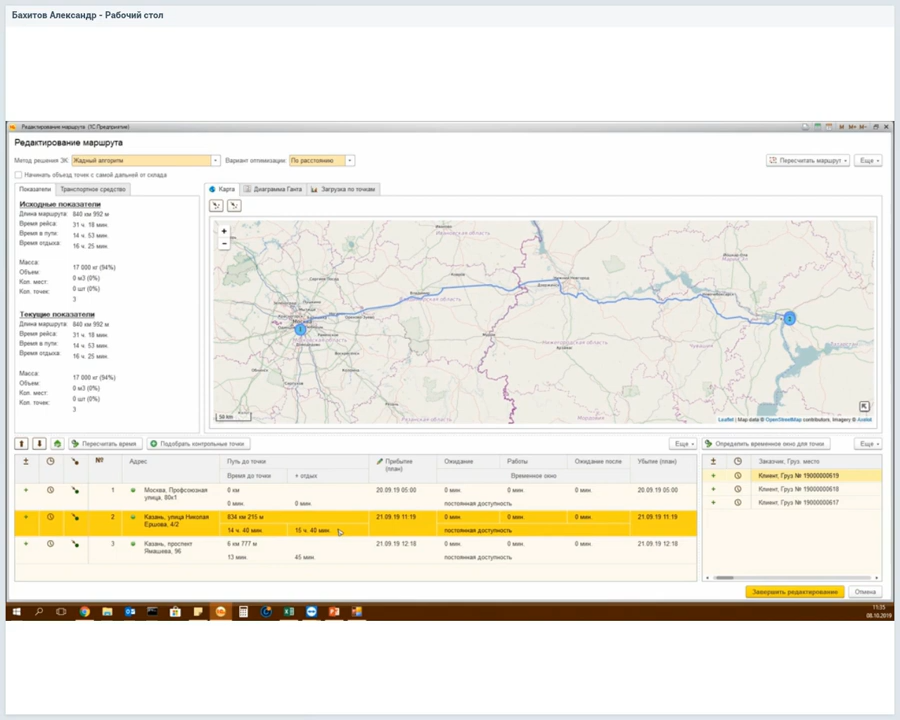 Бахитов Александр - Рабочий стол
Редактирование маршрута (1С:Предприятие)
M M+ M-
Редактирование маршрута
Метод решения ЗК: Жадный алгоритм Вариант оптимизации: По расстоянию Пересчитать маршрут Еще
Начинать объезд точек с самой дальней от склада
Показатели Транспортное средство Карта Диаграмма Ганта Загрузка по точкам
Исходные показатели
Длина маршрута: 840 км 992 м
Время рейса: 31 ч. 18 мин.
Время в пути: 14 ч. 53 мин.
Время отдыха: 16 ч. 25 мин.
Масса: 17 000 кг (94%)
Объем: 0 м3 (0%)
Кол. мест: 0 шт (0%)
Кол. точек: 3
Текущие показатели
Длина маршрута: 840 км 992 м
Время рейса: 31 ч. 18 мин.
Время в пути: 14 ч. 53 мин.
Время отдыха: 16 ч. 25 мин.
Масса: 17 000 кг (94%)
Объем: 0 м3 (0%)
Кол. мест: 0 шт (0%)
Кол. точек: 3
+
−
50 km
Leaflet | Map data © OpenStreetMap contributors, Imagery ©
Пересчитать время Подобрать контрольные точки Еще Определить временное окно для точки Еще
№ Адрес Путь до точки Прибытие (план) Ожидание Работы Ожидание после Убытие (план) Заказчик, Груз. место
Время до точки + отдых Временное окно
1 Москва, Профсоюзная улица, 80к1 0 км 20.09.19 05:00 0 мин. 0 мин. 0 мин. 20.09.19 05:00
0 мин. 0 мин. постоянная доступность
2 Казань, улица Николая Ершова, 4/2 834 км 215 м 21.09.19 11:19 0 мин. 0 мин. 0 мин. 21.09.19 11:19
14 ч. 40 мин. 15 ч. 40 мин. постоянная доступность
3 Казань, проспект Ямашева, 96 6 км 777 м 21.09.19 12:18 0 мин. 0 мин. 0 мин. 21.09.19 12:18
13 мин. 45 мин. постоянная доступность
Клиент, Груз № 19000000619
Клиент, Груз № 19000000618
Клиент, Груз № 19000000617
Завершить редактирование Отмена
11:35
08.10.2019